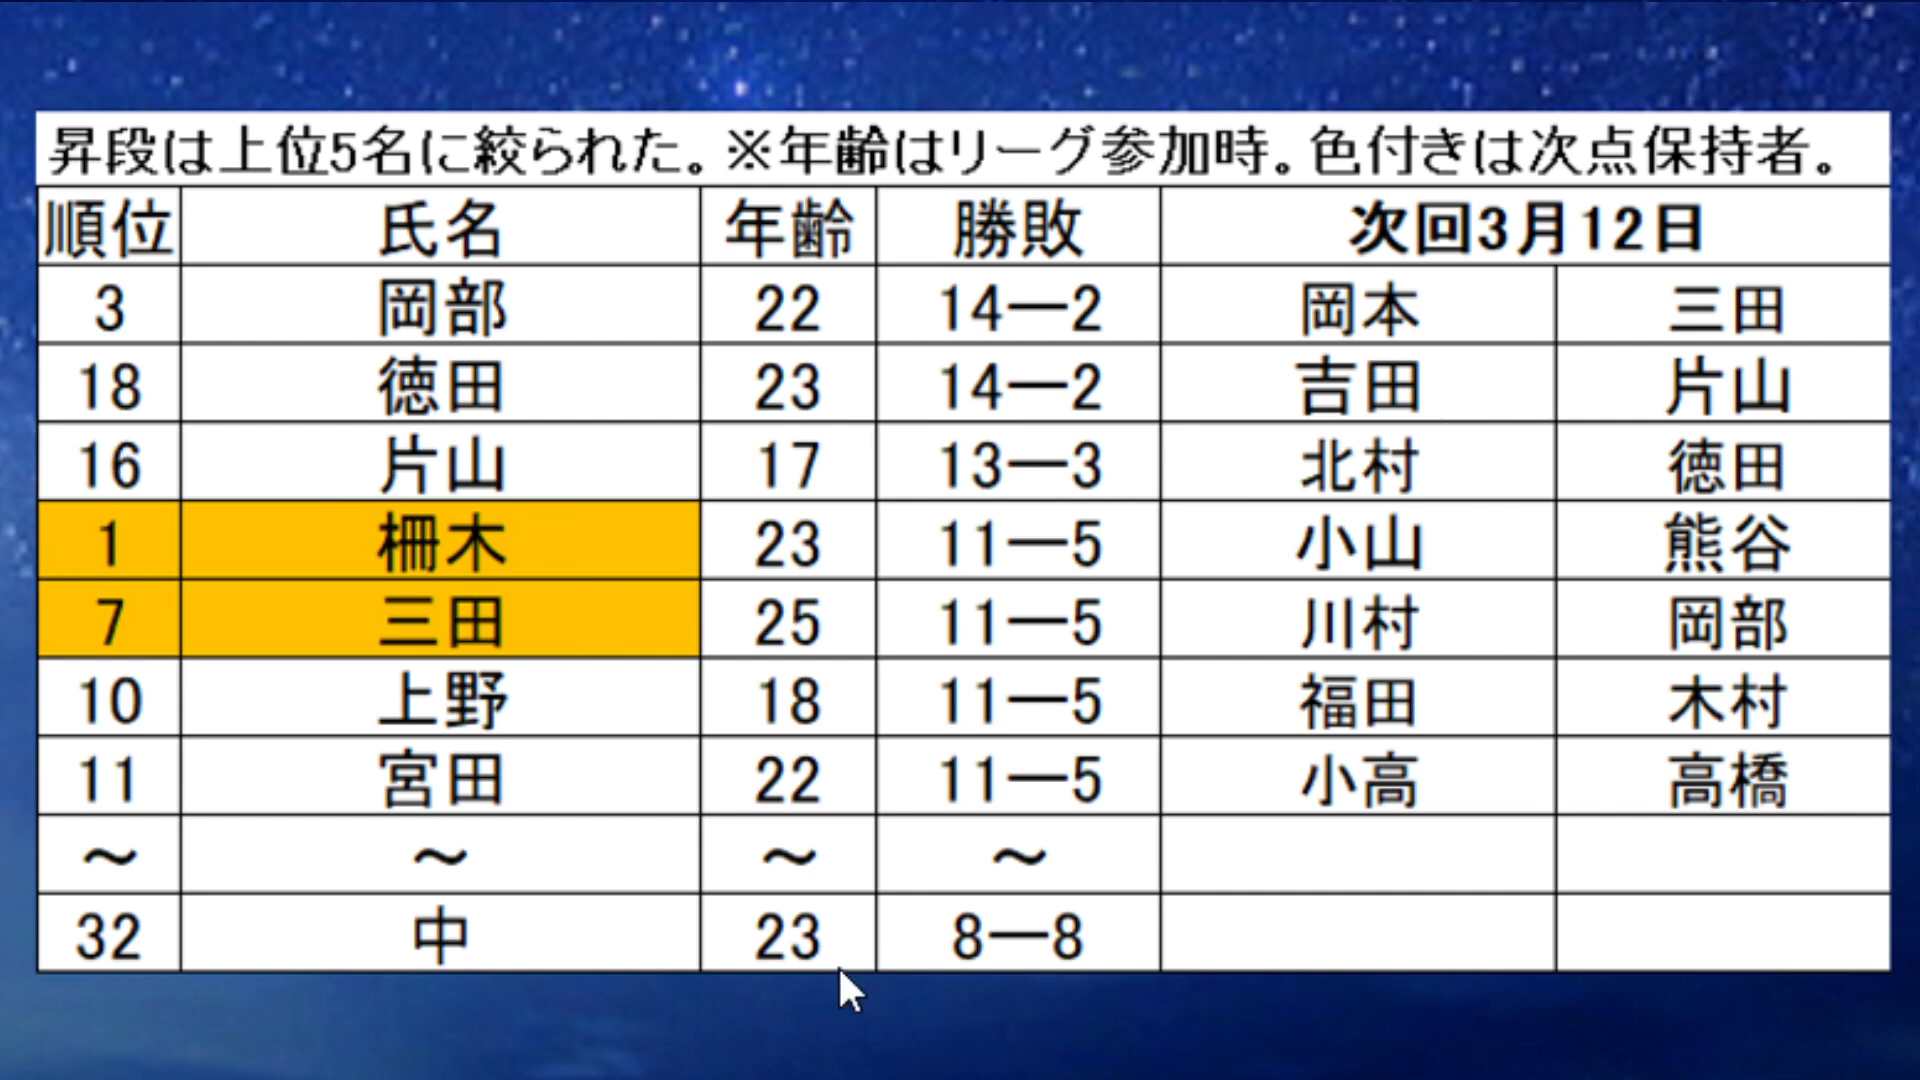 昇段は上位5名に絞られた。※年齢はリーグ参加時。色付きは次点保持者。
順位 氏名 年齢 勝敗 次回3月12日
3 岡部 22 14―2 岡本 三田
18 徳田 23 14―2 吉田 片山
16 片山 17 13―3 北村 徳田
1 柵木 23 11―5 小山 熊谷
7 三田 25 11―5 川村 岡部
10 上野 18 11―5 福田 木村
11 宮田 22 11―5 小高 高橋
～ ～ ～ ～
32 中 23 8―8